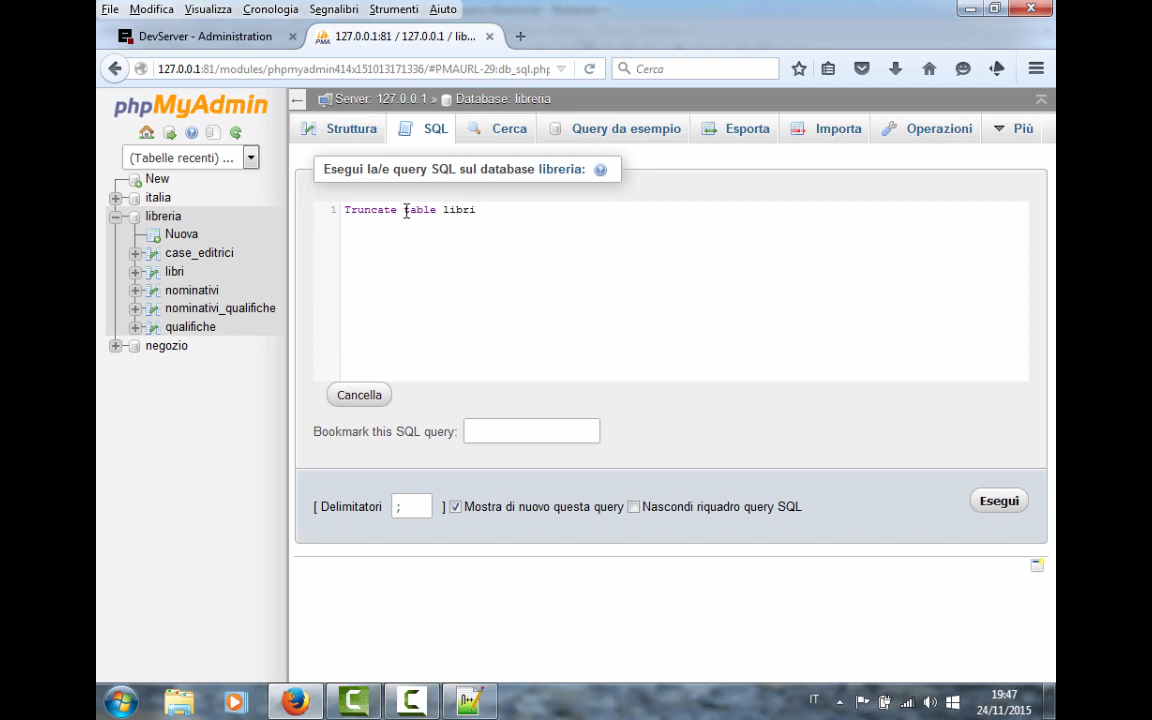 File Modifica Visualizza Cronologia Segnalibri Strumenti Aiuto
DevServer - Administration
127.0.0.1:81 / 127.0.0.1 / lib...
127.0.0.1:81/modules/phpmyadmin414x151013171336/#PMAURL-29:db_sql.php
Cerca
phpMyAdmin
Server: 127.0.0.1 » Database: libreria
Struttura SQL Cerca Query da esempio Esporta Importa Operazioni Più
(Tabelle recenti) ...
New
italia
libreria
Nuova
case_editrici
libri
nominativi
nominativi_qualifiche
qualifiche
negozio
Esegui la/e query SQL sul database libreria:
1 Truncate table libri
Cancella
Bookmark this SQL query:
[ Delimitatori ; ] Mostra di nuovo questa query Nascondi riquadro query SQL
Esegui
IT
19:47
24/11/2015